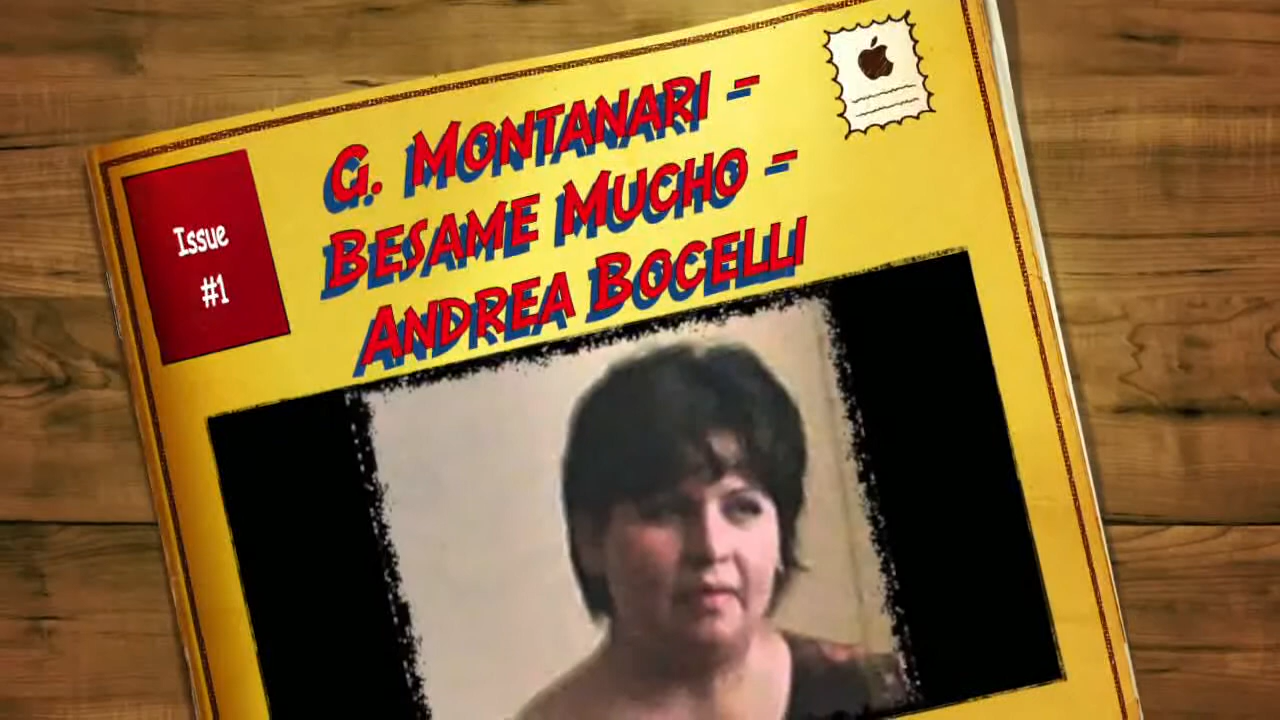 Issue
#1
G. MONTANARI -
BESAME MUCHO -
ANDREA BOCELLI